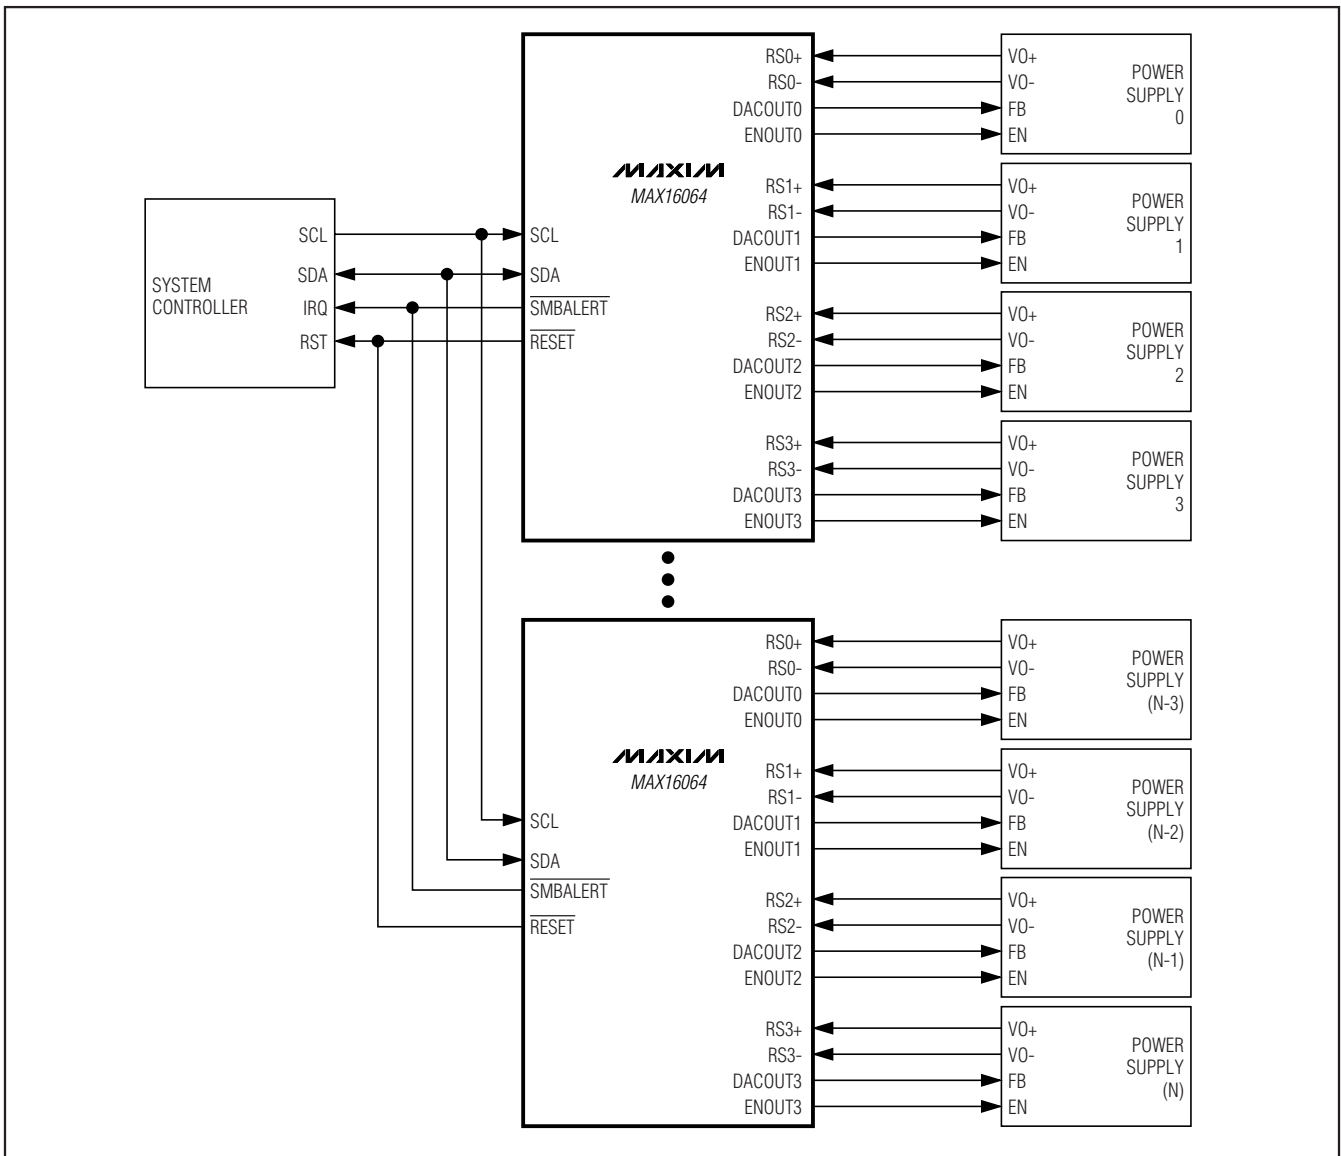 SYSTEM
CONTROLLER
SCL
SDA
IRQ
RST
SCL
SDA
SMBALERT
RESET
MAXIM
MAX16064
RS0+
RS0-
DACOUT0
ENOUT0
RS1+
RS1-
DACOUT1
ENOUT1
RS2+
RS2-
DACOUT2
ENOUT2
RS3+
RS3-
DACOUT3
ENOUT3
VO+
VO-
FB
EN
POWER
SUPPLY
0
VO+
VO-
FB
EN
POWER
SUPPLY
1
VO+
VO-
FB
EN
POWER
SUPPLY
2
VO+
VO-
FB
EN
POWER
SUPPLY
3
SCL
SDA
SMBALERT
RESET
MAXIM
MAX16064
RS0+
RS0-
DACOUT0
ENOUT0
RS1+
RS1-
DACOUT1
ENOUT1
RS2+
RS2-
DACOUT2
ENOUT2
RS3+
RS3-
DACOUT3
ENOUT3
VO+
VO-
FB
EN
POWER
SUPPLY
(N-3)
VO+
VO-
FB
EN
POWER
SUPPLY
(N-2)
VO+
VO-
FB
EN
POWER
SUPPLY
(N-1)
VO+
VO-
FB
EN
POWER
SUPPLY
(N)